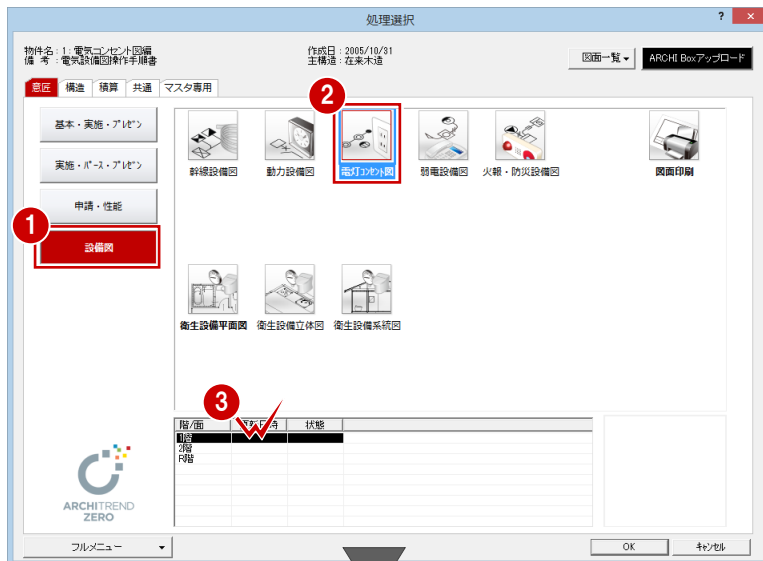 処理選択
? ×
物件名：1：電気コンセント図編
備 考：電気設備図操作手順書
作成日：2005/10/31
主構造：在来木造
図面一覧
ARCHI Boxアップロード
意匠 構造 積算 共通 マスタ専用
基本・実施・ﾌﾟﾚｾﾞﾝ
実施・ﾊﾟｰｽ・ﾌﾟﾚｾﾞﾝ
申請・性能
1
設備図
2
幹線設備図 動力設備図 電灯ｺﾝｾﾝﾄ図 弱電設備図 火報・防災設備図 図面印刷
衛生設備平面図 衛生設備立体図 衛生設備系統図
3
階/面 状態
1階
2階
R階
ARCHITREND
ZERO
フルメニュー
OK ｷｬﾝｾﾙ